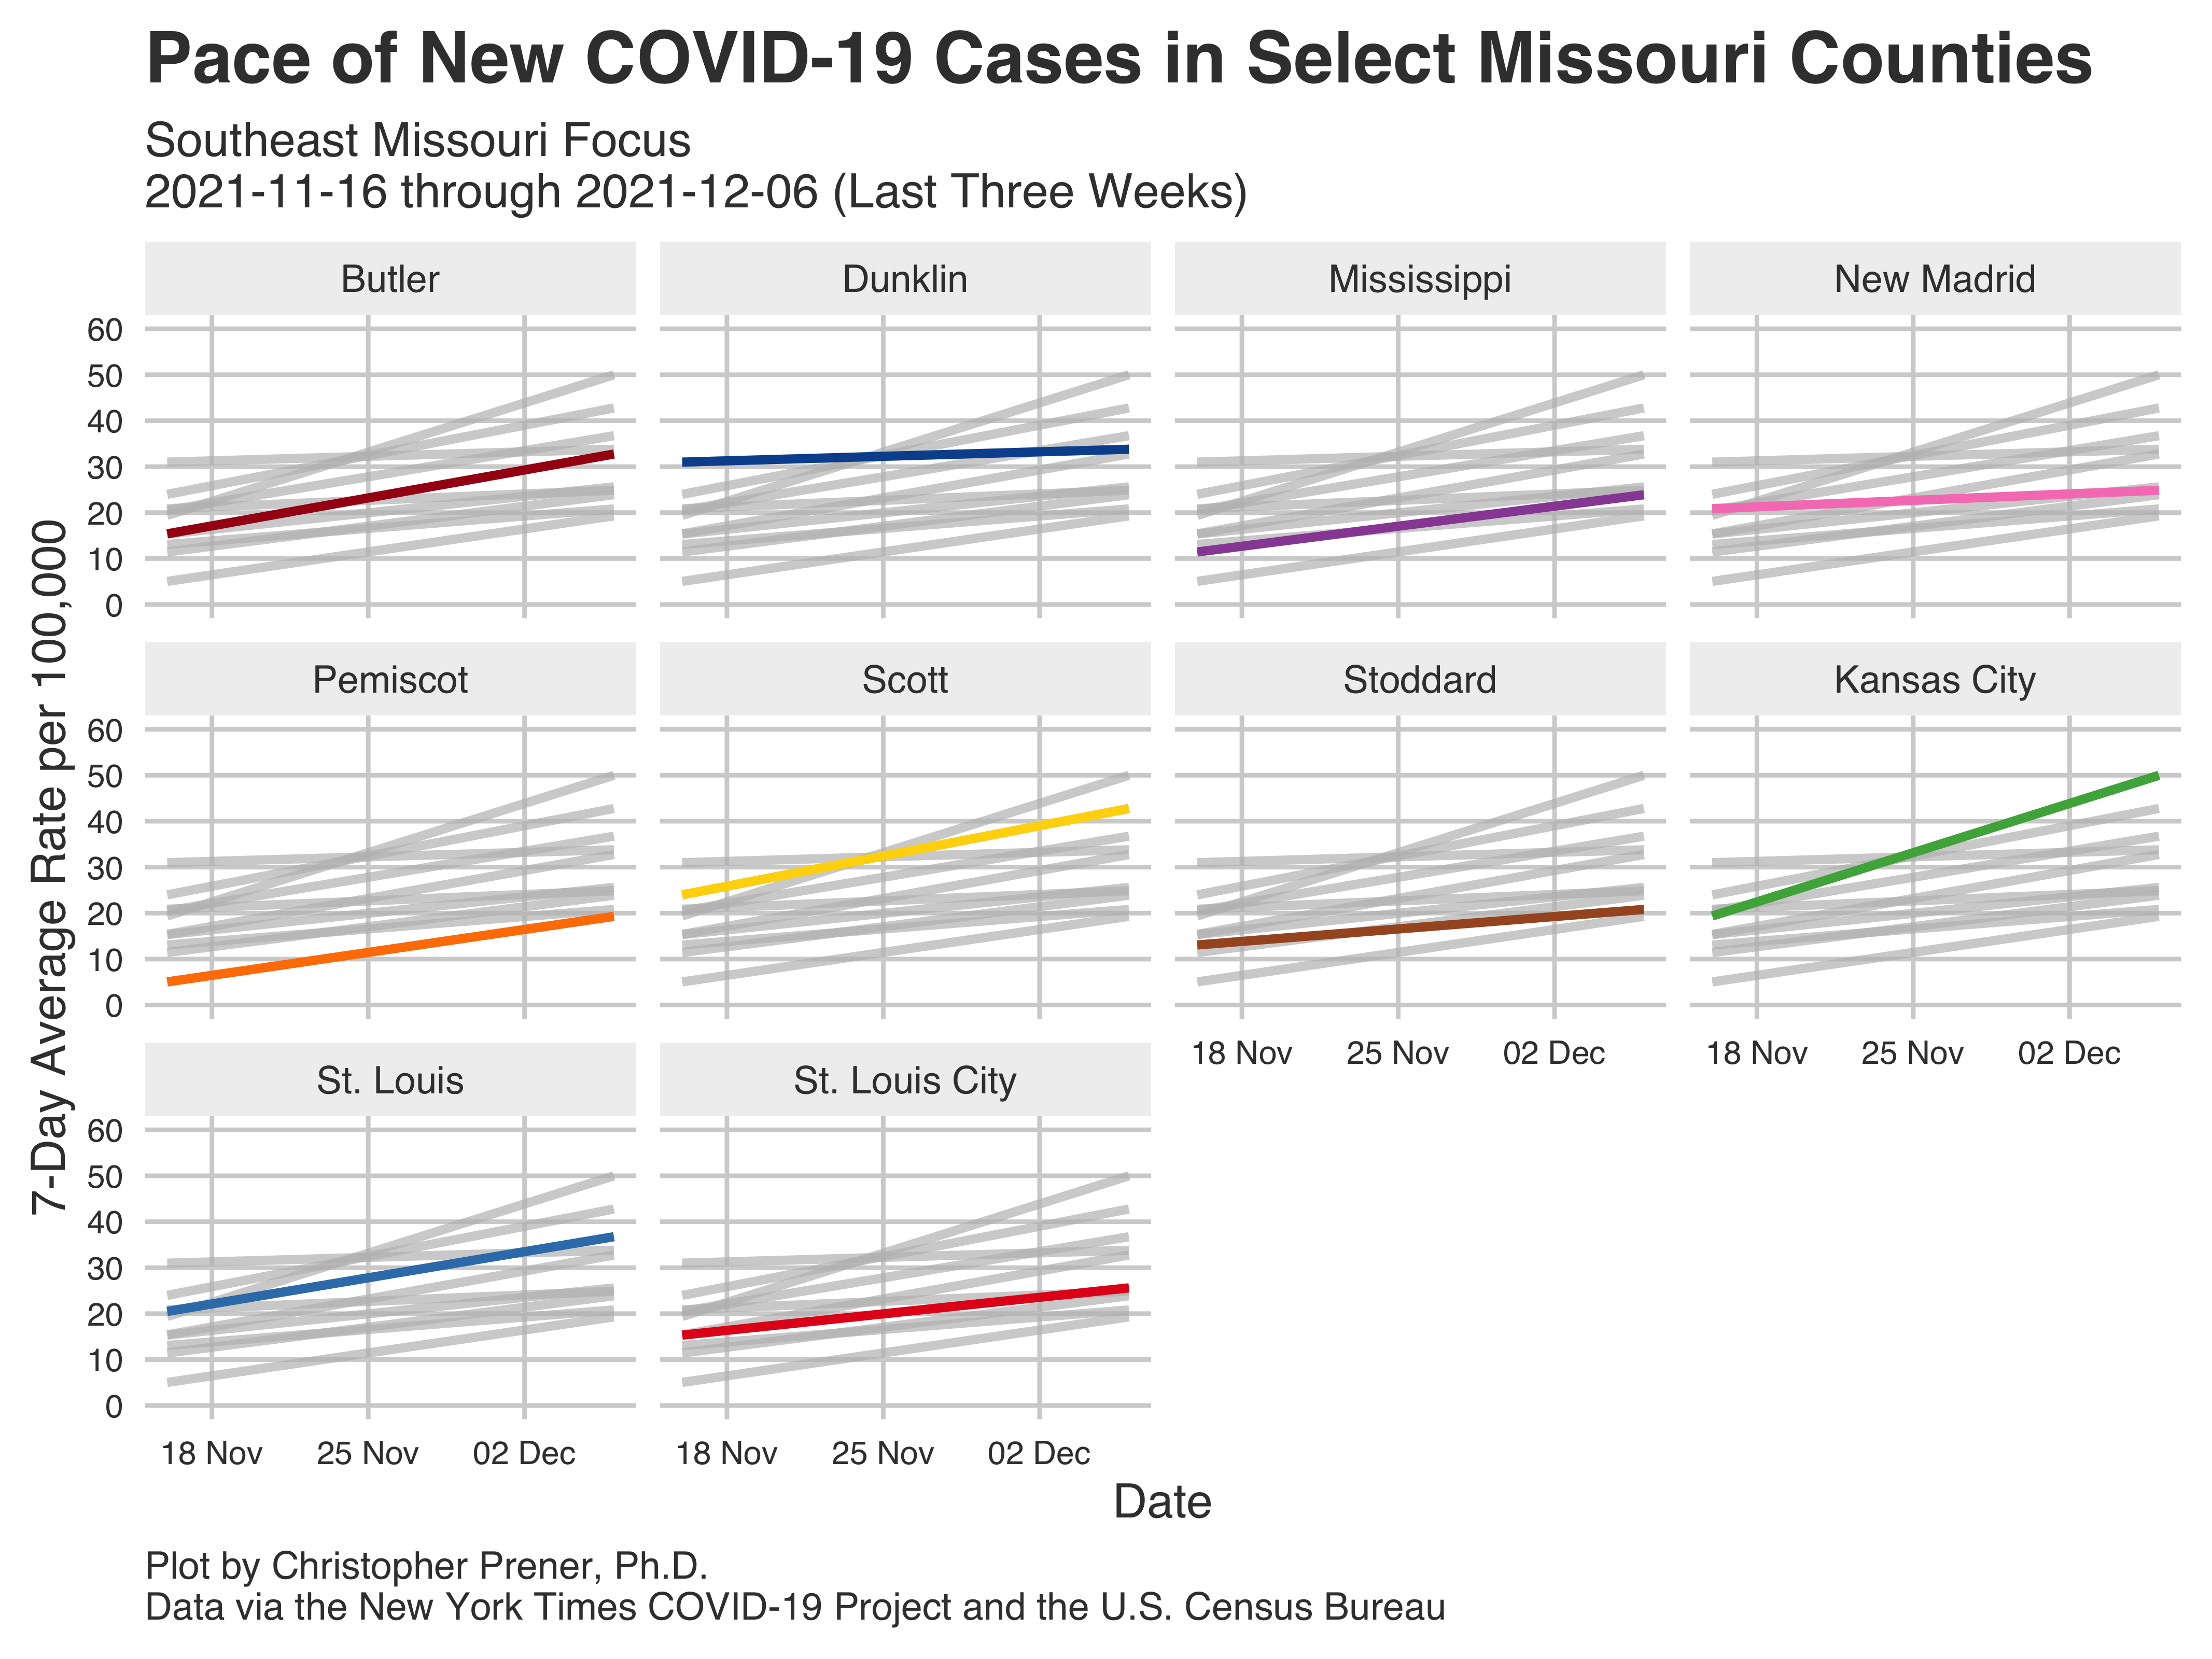 Pace of New COVID-19 Cases in Select Missouri Counties
Southeast Missouri Focus
2021-11-16 through 2021-12-06 (Last Three Weeks)
7-Day Average Rate per 100,000
Butler
Dunklin
Mississippi
New Madrid
60
50
40
30
20
10
0
Pemiscot
Scott
Stoddard
Kansas City
60
50
40
30
20
10
0
18 Nov
25 Nov
02 Dec
18 Nov
25 Nov
02 Dec
St. Louis
St. Louis City
60
50
40
30
20
10
0
18 Nov
25 Nov
02 Dec
18 Nov
25 Nov
02 Dec
Date
Plot by Christopher Prener, Ph.D.
Data via the New York Times COVID-19 Project and the U.S. Census Bureau